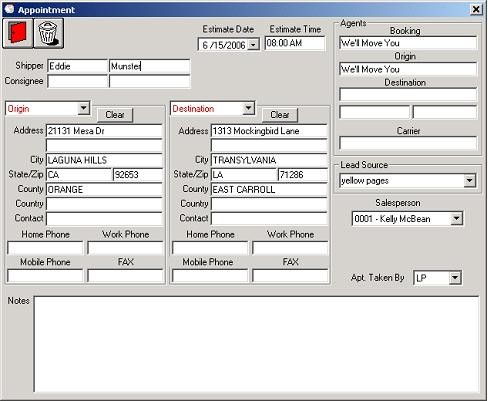 Appointment
Estimate Date Estimate Time
6 /15/2006 08:00 AM
Shipper Eddie Munster
Consignee
Agents
Booking
We'll Move You
Origin
We'll Move You
Destination
Carrier
Origin Clear
Address 21131 Mesa Dr
City LAGUNA HILLS
State/Zip CA 92653
County ORANGE
Country
Contact
Home Phone Work Phone
Mobile Phone FAX
Destination Clear
Address 1313 Mockingbird Lane
City TRANSYLVANIA
State/Zip LA 71286
County EAST CARROLL
Country
Contact
Home Phone Work Phone
Mobile Phone FAX
Lead Source
yellow pages
Salesperson
0001 - Kelly McBean
Apt. Taken By LP
Notes